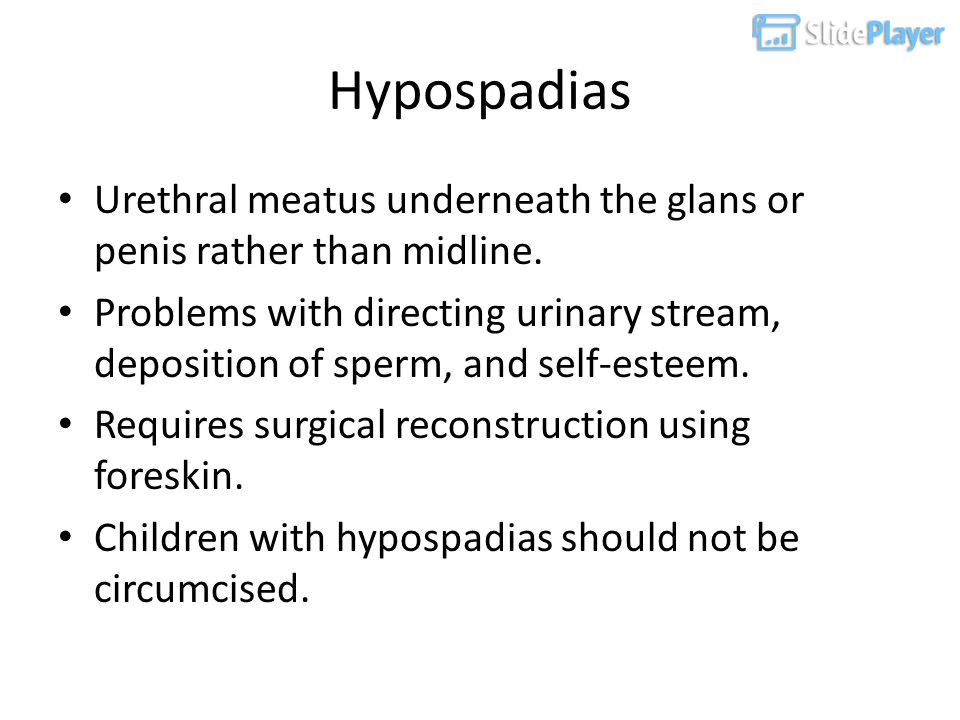 SlidePlayer
Hypospadias
• Urethral meatus underneath the glans or
penis rather than midline.
• Problems with directing urinary stream,
deposition of sperm, and self-esteem.
• Requires surgical reconstruction using
foreskin.
• Children with hypospadias should not be
circumcised.